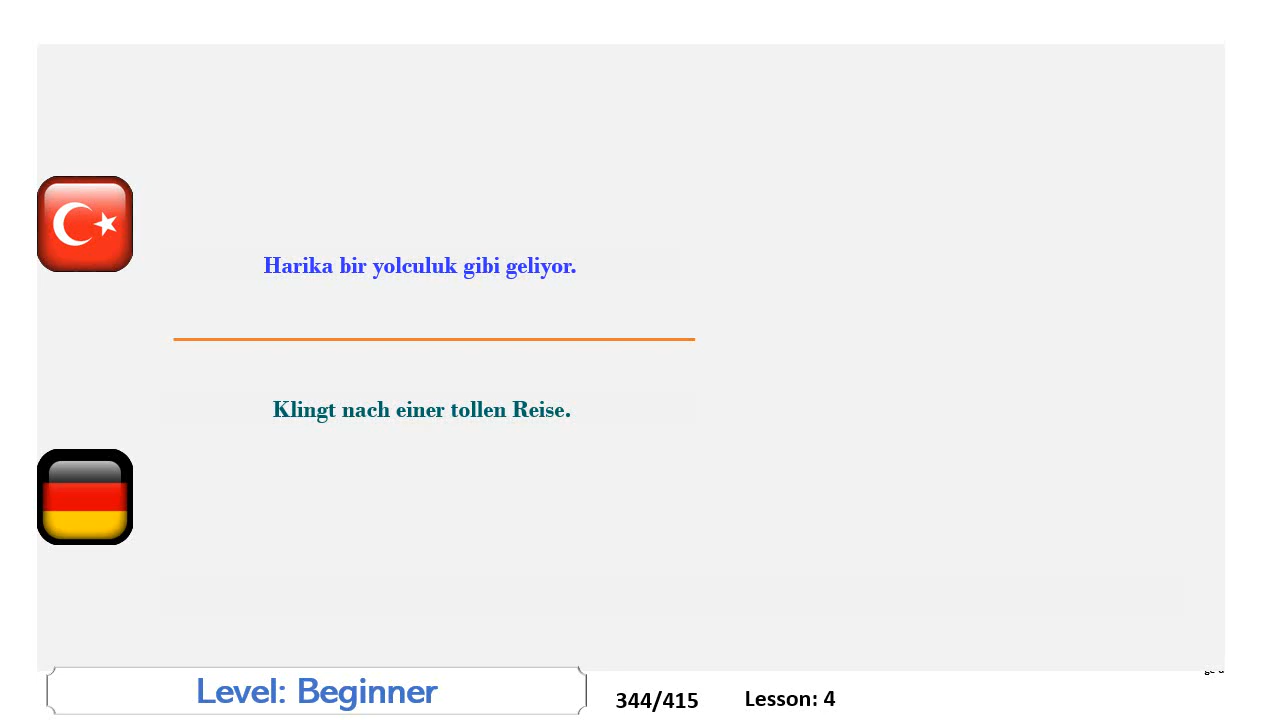 Harika bir yolculuk gibi geliyor.
Klingt nach einer tollen Reise.
Level: Beginner
344/415
Lesson: 4